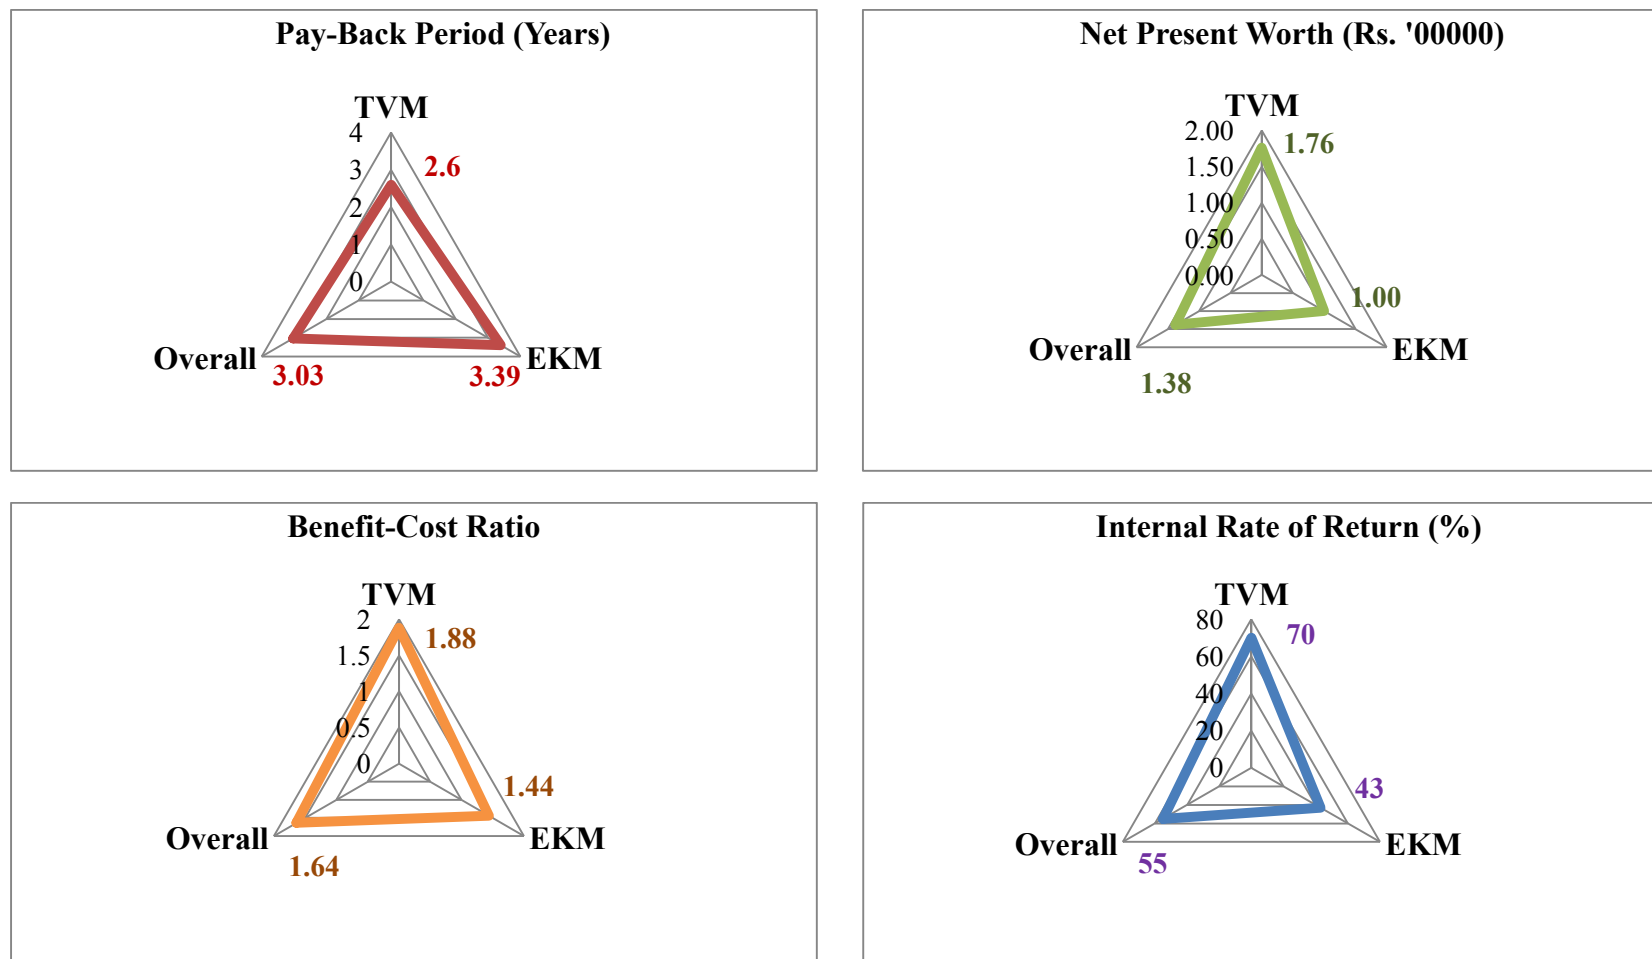 Pay-Back Period (Years)
TVM
4
3
2
1
0
2.6
Overall
EKM
3.03
3.39
Net Present Worth (Rs. '00000)
TVM
2.00
1.50
1.00
0.50
0.00
1.76
1.00
Overall
EKM
1.38
Benefit-Cost Ratio
TVM
2
1.5
1
0.5
0
1.88
1.44
Overall
EKM
1.64
Internal Rate of Return (%)
TVM
80
60
40
20
0
70
43
Overall
EKM
55